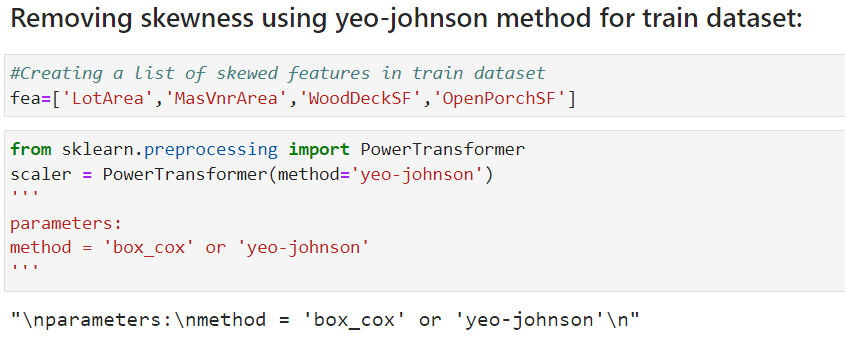 Removing skewness using yeo-johnson method for train dataset:
#Creating a list of skewed features in train dataset
fea=['LotArea','MasVnrArea','WoodDeckSF','OpenPorchSF']
from sklearn.preprocessing import PowerTransformer
scaler = PowerTransformer(method='yeo-johnson')
'''
parameters:
method = 'box_cox' or 'yeo-johnson'
'''
"\nparameters:\nmethod = 'box_cox' or 'yeo-johnson'\n"